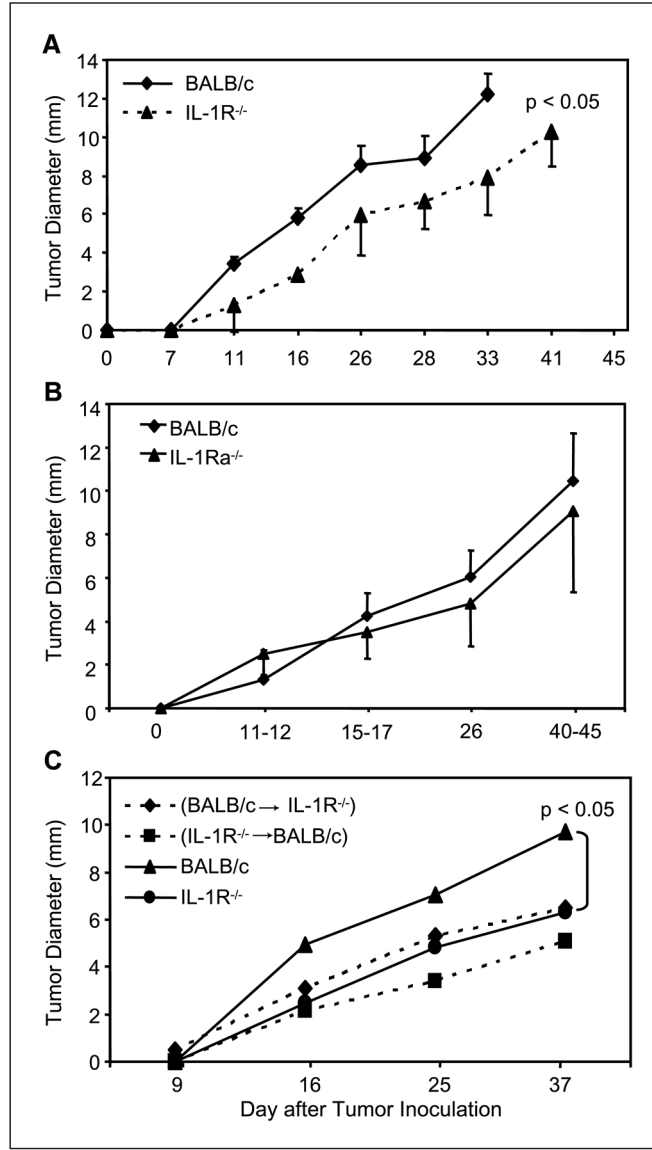 A
14
12
10
8
6
4
2
0
Tumor Diameter (mm)
BALB/c
IL-1R-/-
p < 0.05
0 7 11 16 26 28 33 41 45
B
14
12
10
8
6
4
2
0
Tumor Diameter (mm)
BALB/c
IL-1Ra-/-
0 11-12 15-17 26 40-45
C
12
10
8
6
4
2
0
Tumor Diameter (mm)
(BALB/c → IL-1R-/-)
(IL-1R-/- →BALB/c)
BALB/c
IL-1R-/-
p < 0.05
9 16 25 37
Day after Tumor Inoculation